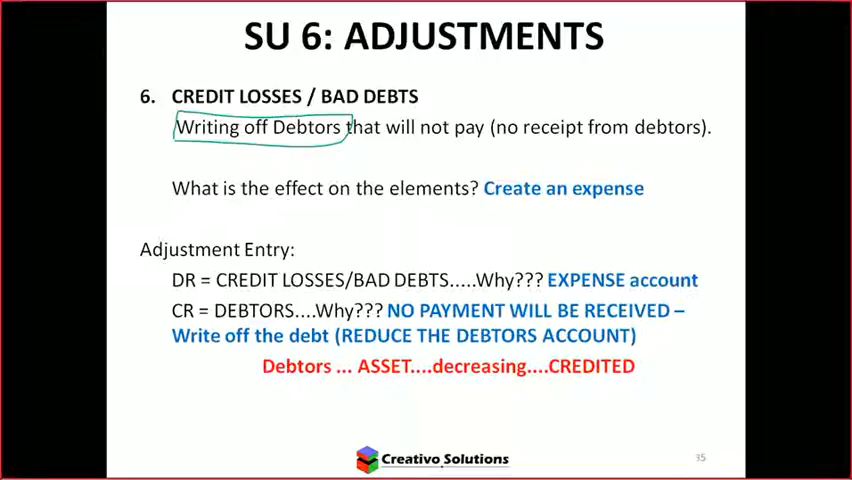 SU 6: ADJUSTMENTS
6. CREDIT LOSSES / BAD DEBTS
Writing off Debtors that will not pay (no receipt from debtors).
What is the effect on the elements? Create an expense
Adjustment Entry:
DR = CREDIT LOSSES/BAD DEBTS.....Why??? EXPENSE account
CR = DEBTORS....Why??? NO PAYMENT WILL BE RECEIVED –
Write off the debt (REDUCE THE DEBTORS ACCOUNT)
Debtors ... ASSET....decreasing....CREDITED
Creativo Solutions
35